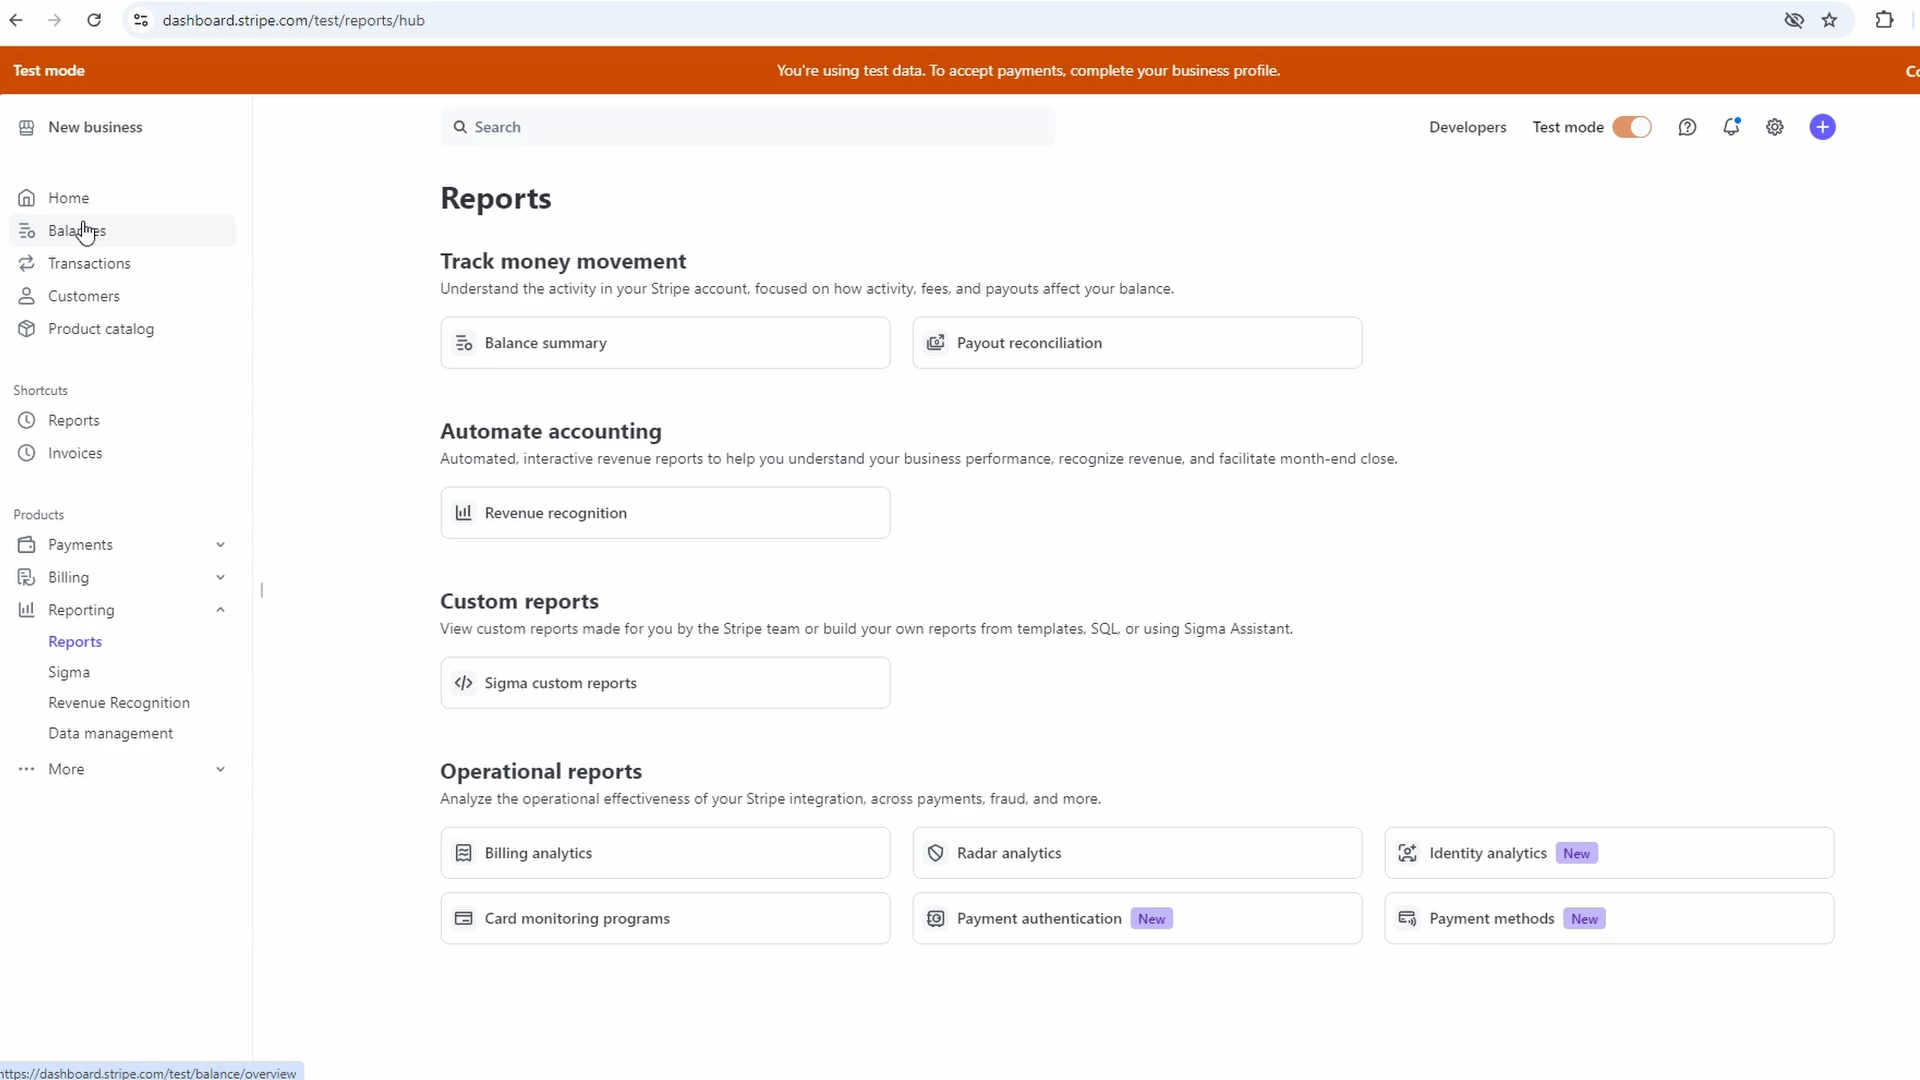 dashboard.stripe.com/test/reports/hub
Test mode
You're using test data. To accept payments, complete your business profile.
New business
Search
Developers
Test mode
Home
Balances
Transactions
Customers
Product catalog
Shortcuts
Reports
Invoices
Products
Payments
Billing
Reporting
Reports
Sigma
Revenue Recognition
Data management
More
Reports
Track money movement
Understand the activity in your Stripe account, focused on how activity, fees, and payouts affect your balance.
Balance summary
Payout reconciliation
Automate accounting
Automated, interactive revenue reports to help you understand your business performance, recognize revenue, and facilitate month-end close.
Revenue recognition
Custom reports
View custom reports made for you by the Stripe team or build your own reports from templates, SQL, or using Sigma Assistant.
Sigma custom reports
Operational reports
Analyze the operational effectiveness of your Stripe integration, across payments, fraud, and more.
Billing analytics
Radar analytics
Identity analytics New
Card monitoring programs
Payment authentication New
Payment methods New
https://dashboard.stripe.com/test/balance/overview